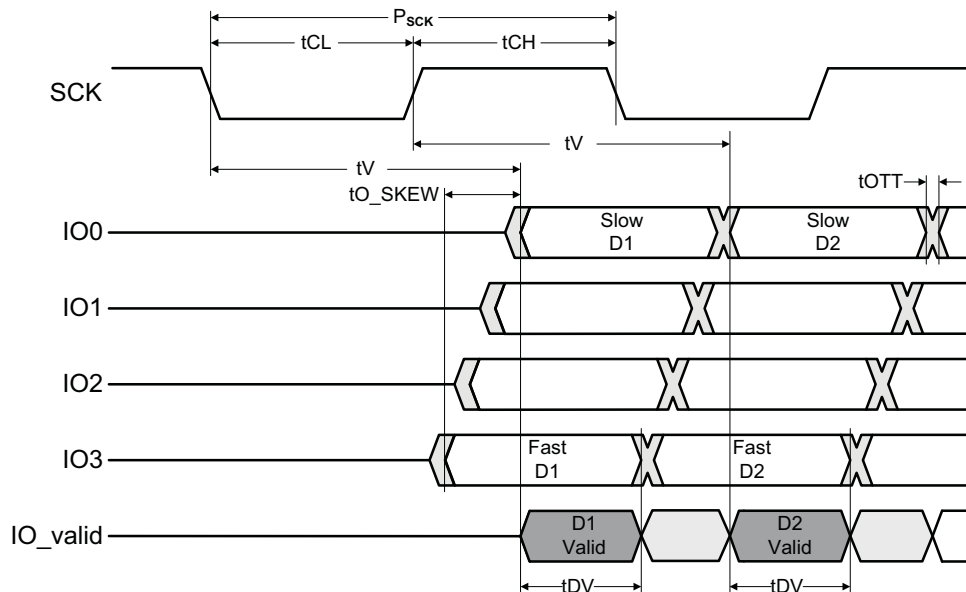 PSCK
tCL
tCH
SCK
tV
tV
tO_SKEW
tOTT
IO0
Slow
D1
Slow
D2
IO1
IO2
IO3
Fast
D1
Fast
D2
IO_valid
D1
Valid
D2
Valid
tDV
tDV